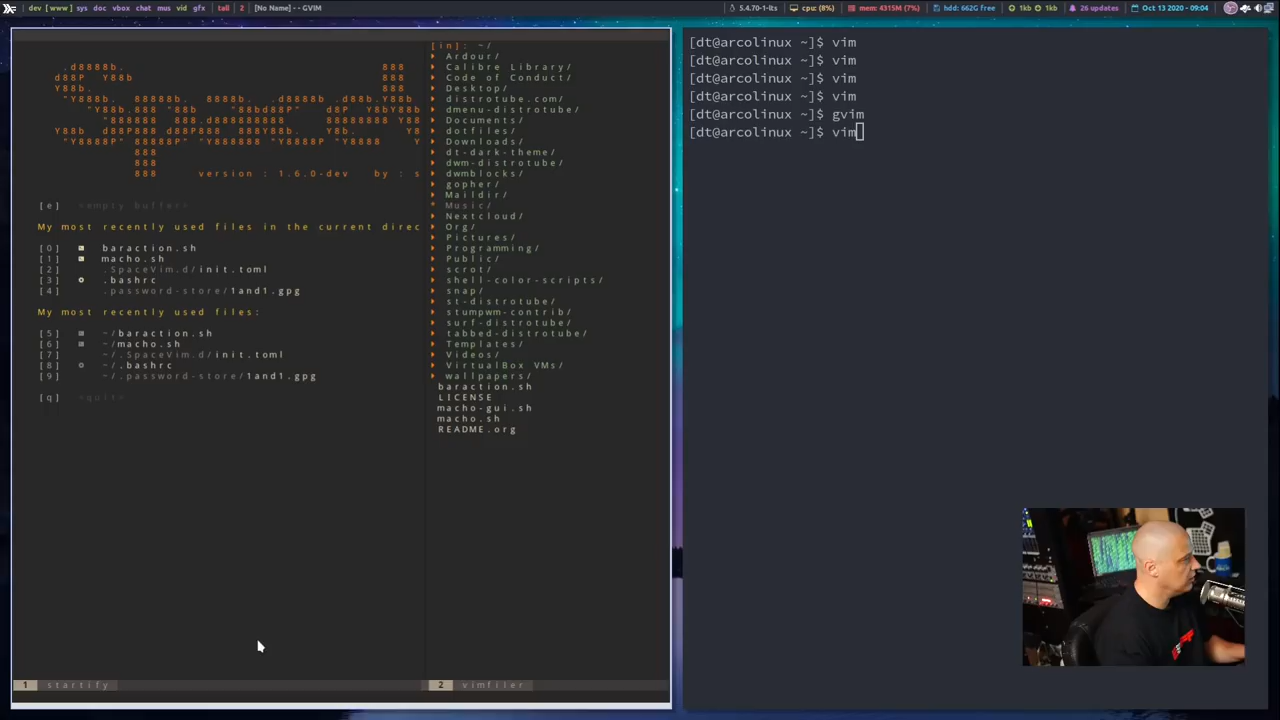 dev [ www ] sys doc vbox chat mus vid gfx | tall | 2 | [No Name] - - GVIM
5.4.70-1-lts | cpu: (8%) | mem: 4315M (7%) | hdd: 662G free | 1kb 1kb | 26 updates | Oct 13 2020 - 09:04
version : 1.6.0-dev by : s
[e] <empty buffer>
My most recently used files in the current direc
[0] baraction.sh
[1] macho.sh
[2] .SpaceVim.d/init.toml
[3] .bashrc
[4] .password-store/1and1.gpg
My most recently used files:
[5] ~/baraction.sh
[6] ~/macho.sh
[7] ~/.SpaceVim.d/init.toml
[8] ~/.bashrc
[9] ~/.password-store/1and1.gpg
[q] <quit>
1 startify
[in]: ~/
Ardour/
Calibre Library/
Code of Conduct/
Desktop/
distrotube.com/
dmenu-distrotube/
Documents/
dotfiles/
Downloads/
dt-dark-theme/
dwm-distrotube/
dwmblocks/
gopher/
Maildir/
Music/
Nextcloud/
Org/
Pictures/
Programming/
Public/
scrot/
shell-color-scripts/
snap/
st-distrotube/
stumpwm-contrib/
surf-distrotube/
tabbed-distrotube/
Templates/
Videos/
VirtualBox VMs/
wallpapers/
baraction.sh
LICENSE
macho-gui.sh
macho.sh
README.org
2 vimfiler
[dt@arcolinux ~]$ vim
[dt@arcolinux ~]$ vim
[dt@arcolinux ~]$ vim
[dt@arcolinux ~]$ vim
[dt@arcolinux ~]$ gvim
[dt@arcolinux ~]$ vim